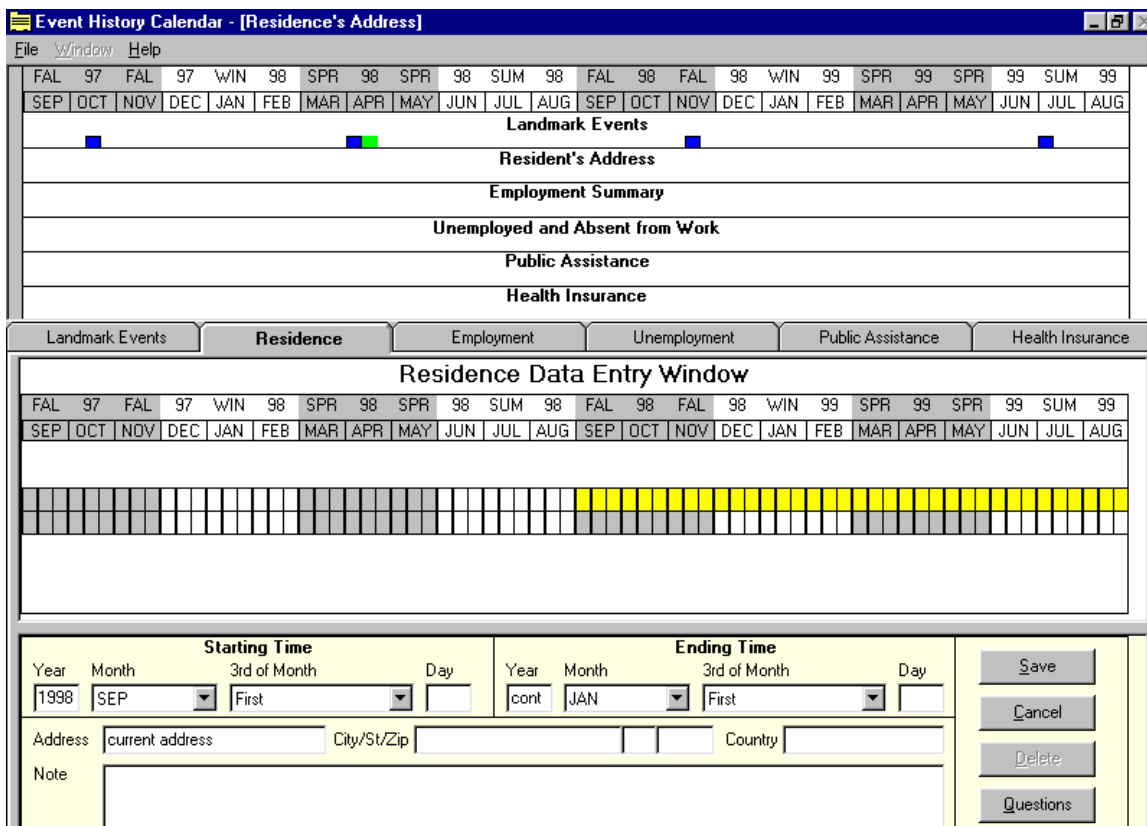 Event History Calendar - [Residence's Address]
File Window Help
FAL 97 FAL 97 WIN 98 SPR 98 SPR 98 SUM 98 FAL 98 FAL 98 WIN 99 SPR 99 SPR 99 SUM 99
SEP OCT NOV DEC JAN FEB MAR APR MAY JUN JUL AUG SEP OCT NOV DEC JAN FEB MAR APR MAY JUN JUL AUG
Landmark Events
Resident's Address
Employment Summary
Unemployed and Absent from Work
Public Assistance
Health Insurance
Landmark Events Residence Employment Unemployment Public Assistance Health Insurance
Residence Data Entry Window
FAL 97 FAL 97 WIN 98 SPR 98 SPR 98 SUM 98 FAL 98 FAL 98 WIN 99 SPR 99 SPR 99 SUM 99
SEP OCT NOV DEC JAN FEB MAR APR MAY JUN JUL AUG SEP OCT NOV DEC JAN FEB MAR APR MAY JUN JUL AUG
Starting Time Ending Time
Year Month 3rd of Month Day Year Month 3rd of Month Day Save
1998 SEP First cont JAN First
Cancel
Address current address City/St/Zip Country
Delete
Note
Questions